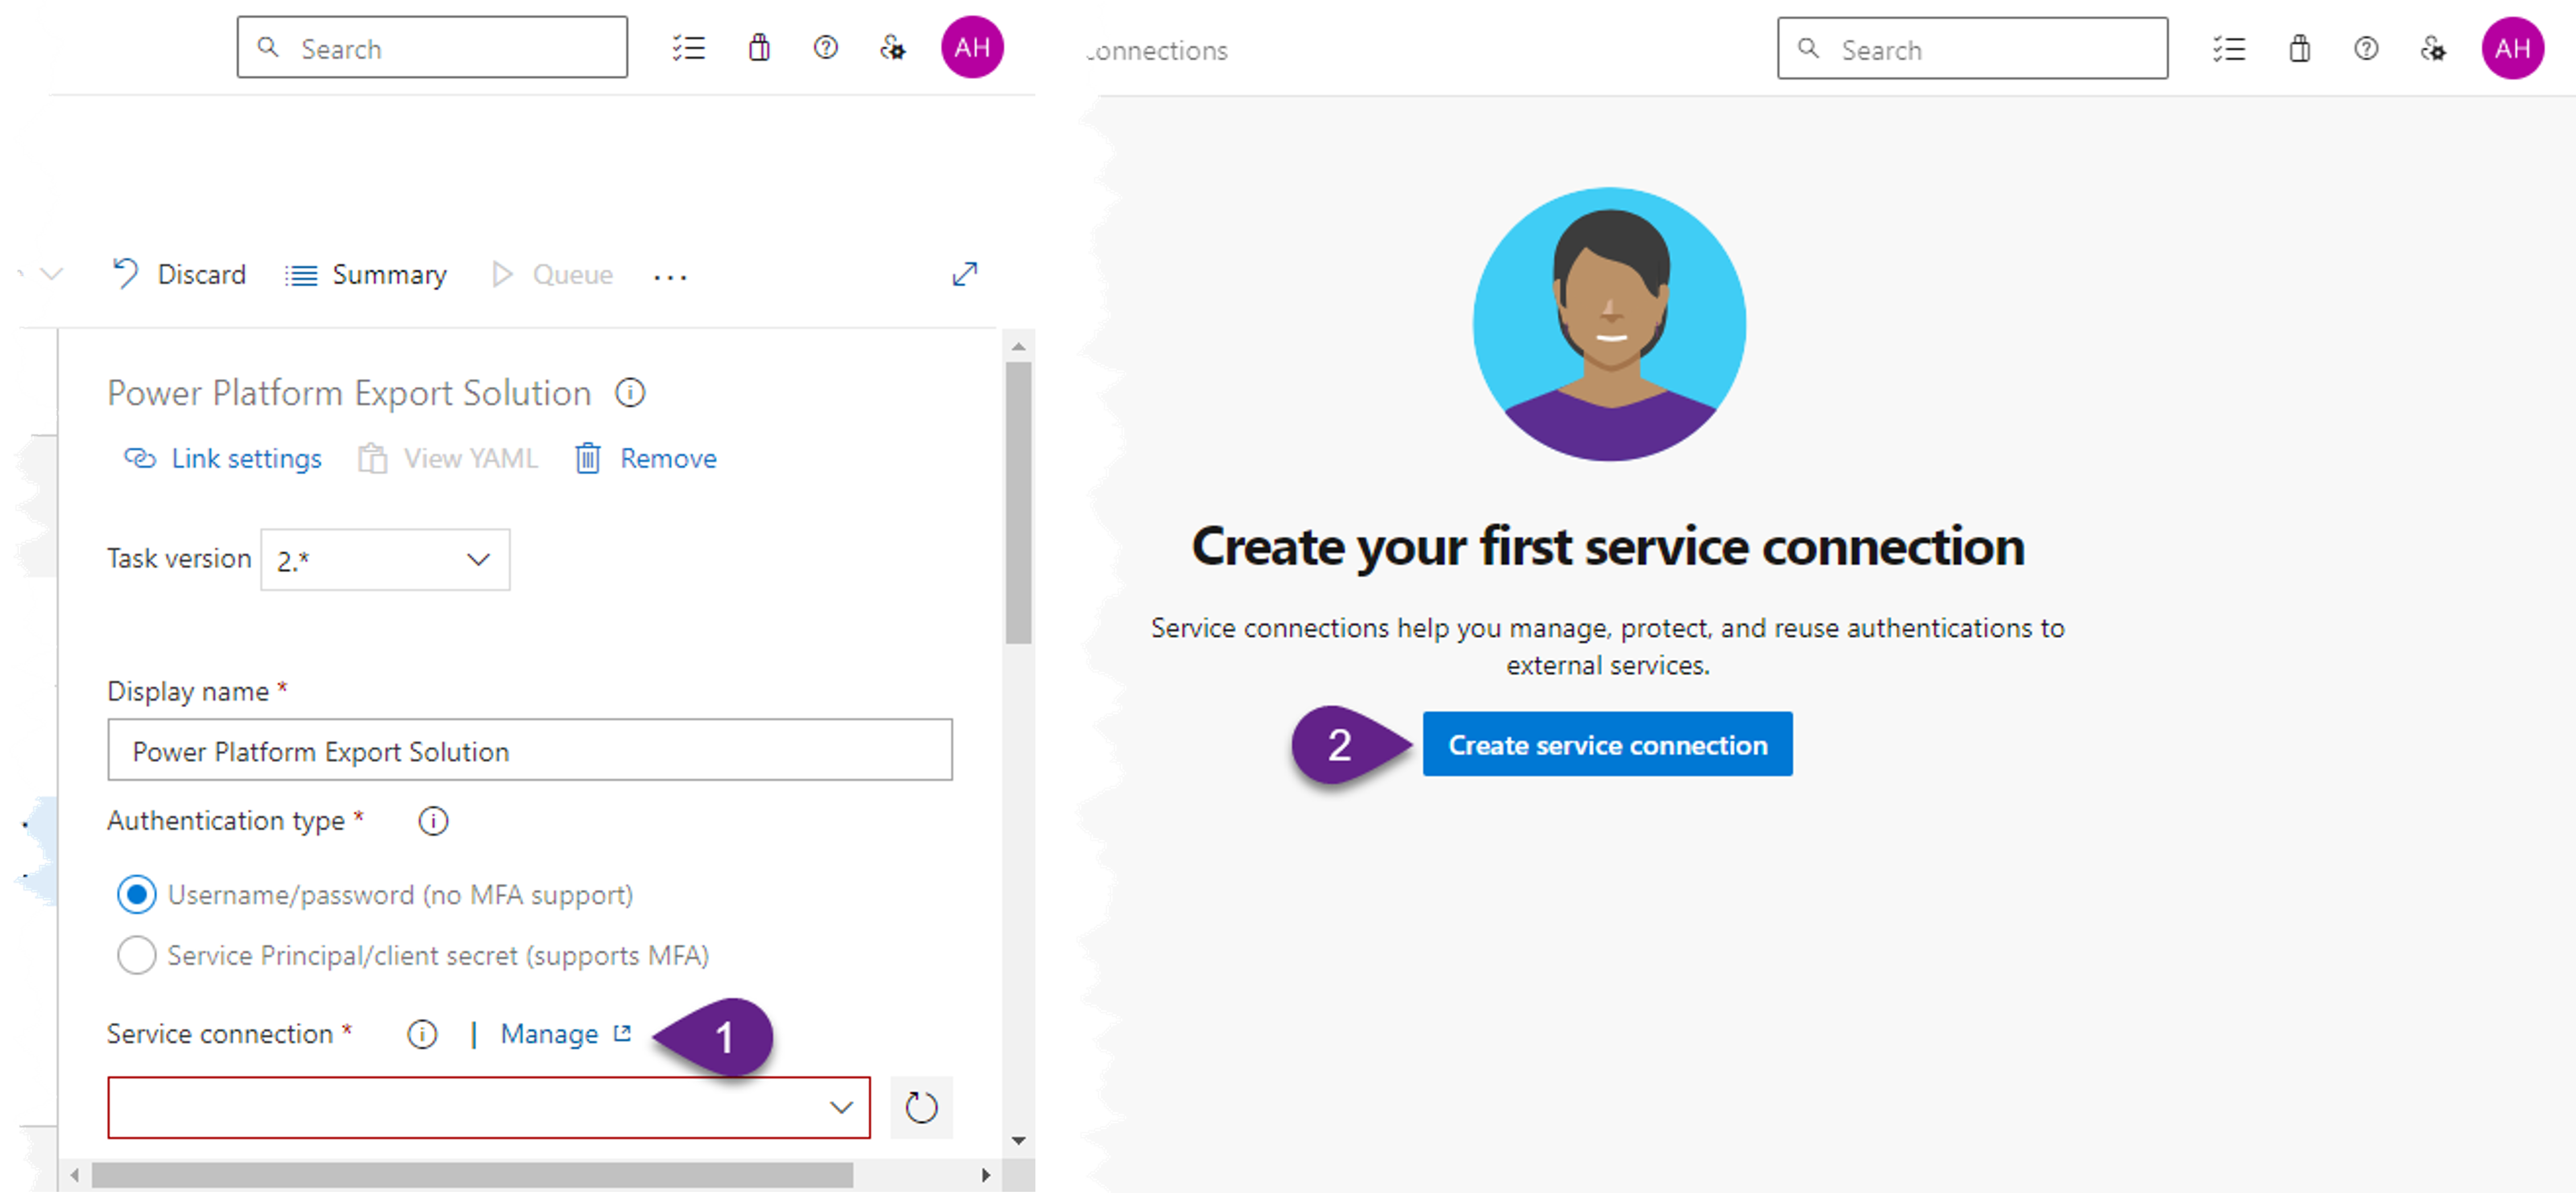 Search
AH
Discard
Summary
Queue
...
Power Platform Export Solution
Link settings
View YAML
Remove
Task version
2.*
Display name *
Power Platform Export Solution
Authentication type *
Username/password (no MFA support)
Service Principal/client secret (supports MFA)
Service connection *
| Manage
1
onnections
Search
AH
Create your first service connection
Service connections help you manage, protect, and reuse authentications to
external services.
2
Create service connection